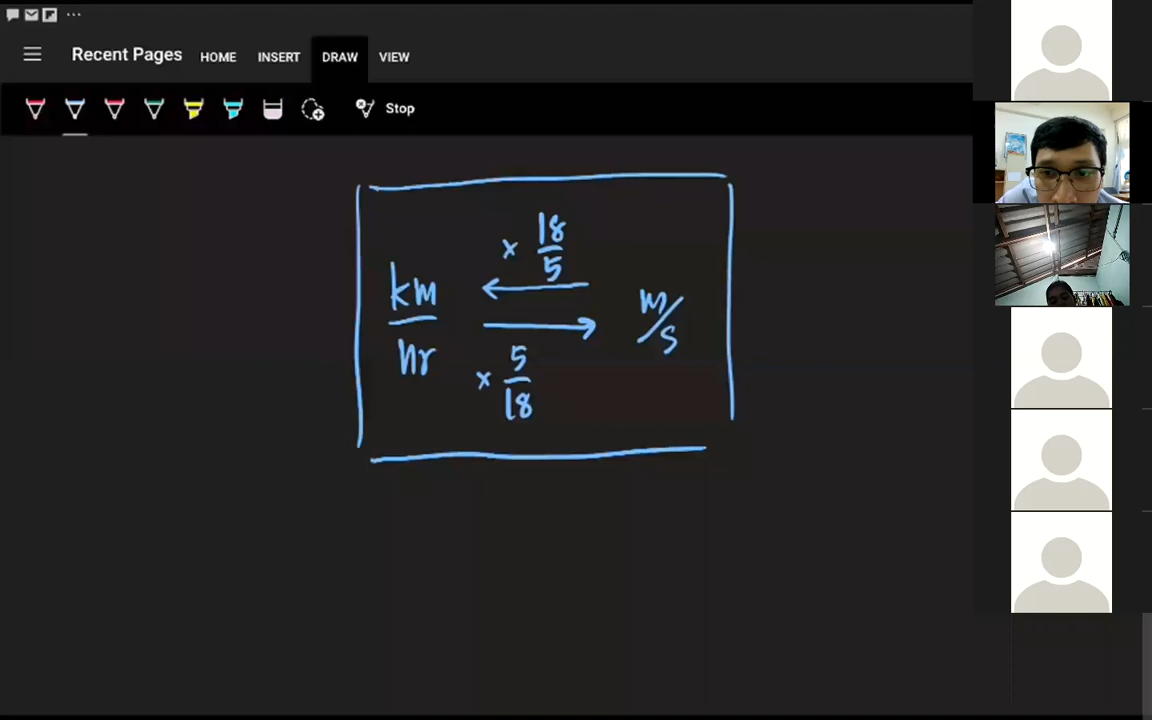 Recent Pages HOME INSERT DRAW VIEW
Stop
× 18/5
km/hr
m/s
× 5/18